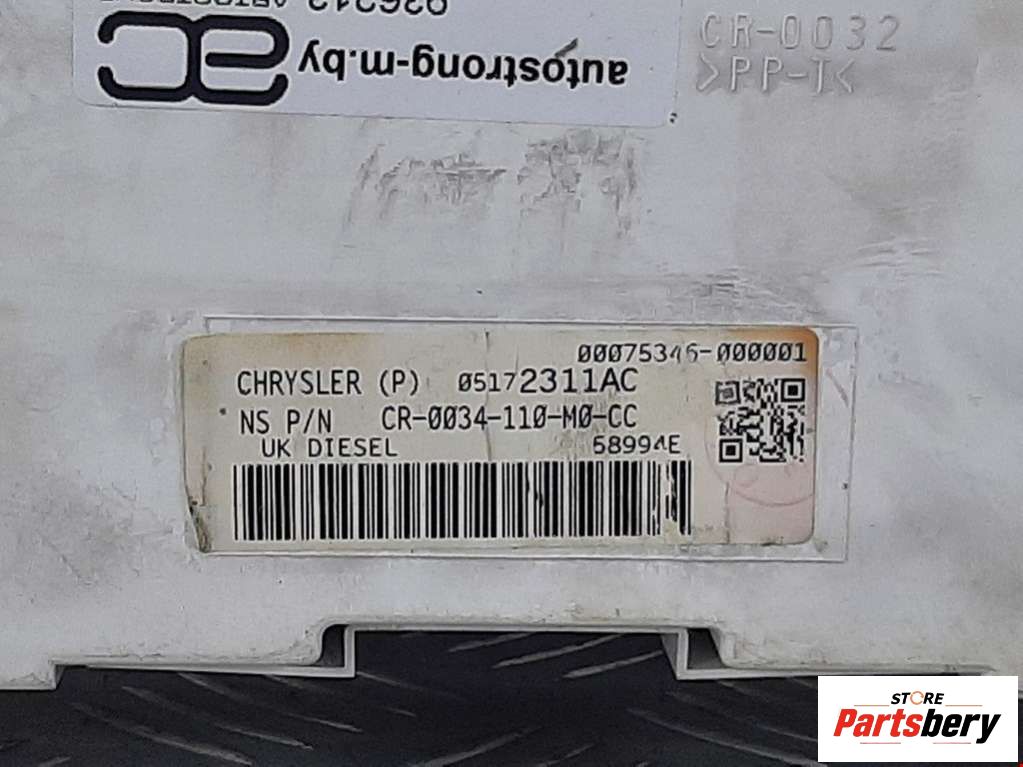 autostrong-m.by
CR-0032
>PP-T<
00075346-000001
CHRYSLER (P) 05172311AC
NS P/N CR-0034-110-M0-CC
UK DIESEL 58994E
STORE
Partsbery